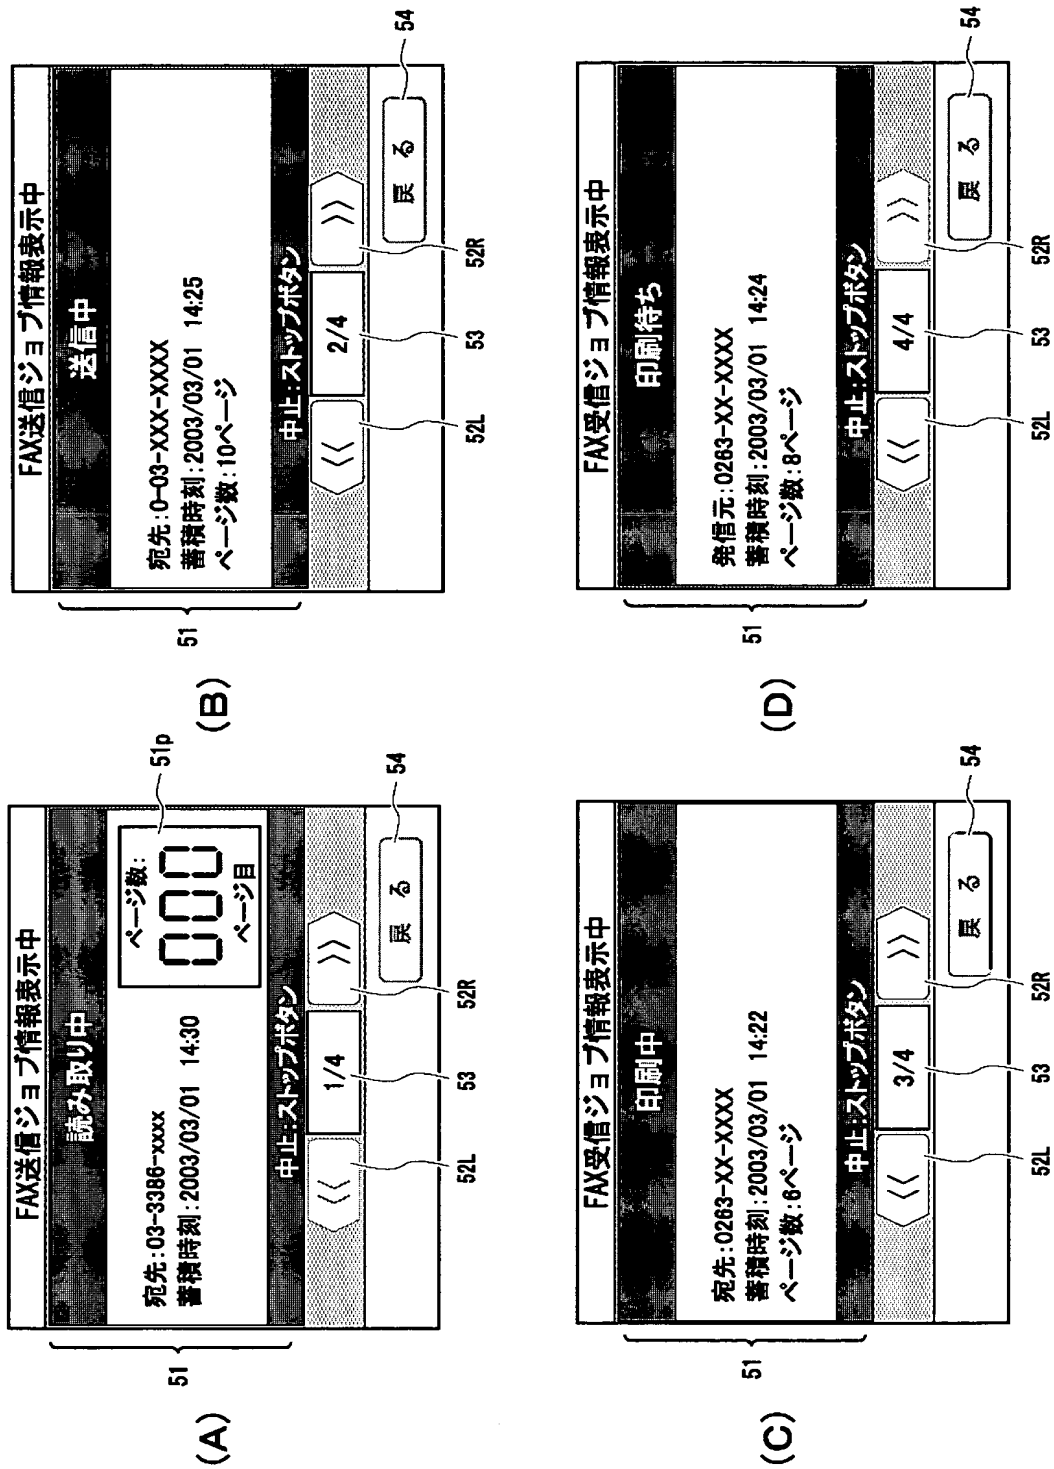 (A)
FAX送信ジョブ情報表示中
読み取り中
宛先:03-3386-xxxx
蓄積時刻:2003/03/01 14:30
ページ数:
000
ページ目
中止:ストップボタン
<<
1/4
>>
戻る
51
51p
52L
53
52R
54
(B)
FAX送信ジョブ情報表示中
送信中
宛先:0-03-XXX-XXXX
蓄積時刻:2003/03/01 14:25
ページ数:10ページ
中止:ストップボタン
<<
2/4
>>
戻る
51
52L
53
52R
54
(C)
FAX受信ジョブ情報表示中
印刷中
宛先:0263-XX-XXXX
蓄積時刻:2003/03/01 14:22
ページ数:6ページ
中止:ストップボタン
<<
3/4
>>
戻る
51
52L
53
52R
54
(D)
FAX受信ジョブ情報表示中
印刷待ち
発信元:0263-XX-XXXX
蓄積時刻:2003/03/01 14:24
ページ数:8ページ
中止:ストップボタン
<<
4/4
>>
戻る
51
52L
53
52R
54